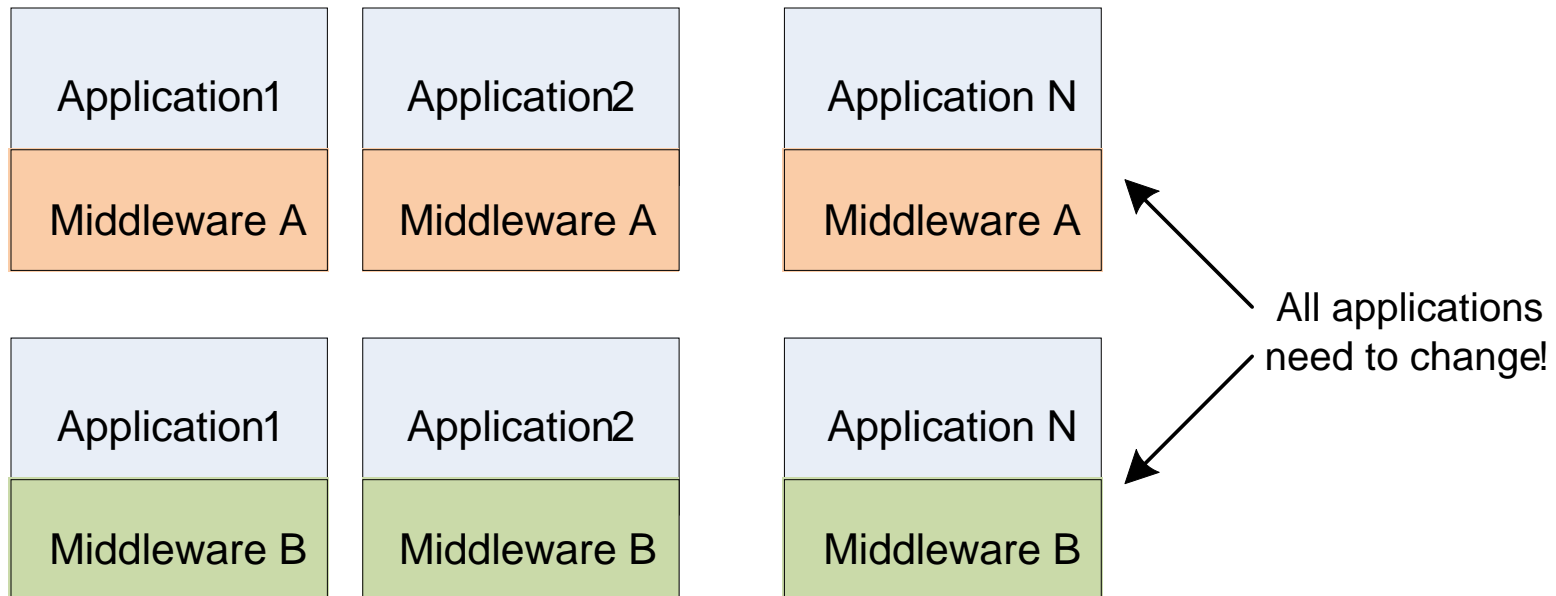 Application1
Application2
Application N
Middleware A
Middleware A
Middleware A
All applications
need to change!
Application1
Application2
Application N
Middleware B
Middleware B
Middleware B